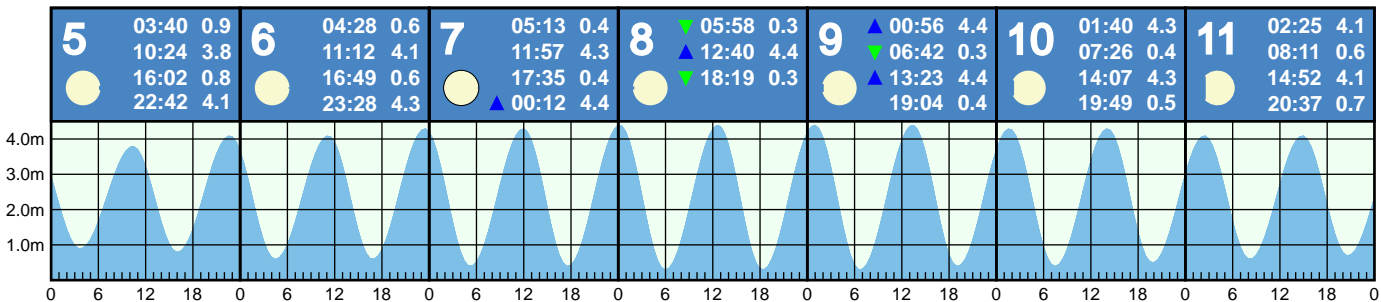 5
03:40 0.9
10:24 3.8
16:02 0.8
22:42 4.1
6
04:28 0.6
11:12 4.1
16:49 0.6
23:28 4.3
7
05:13 0.4
11:57 4.3
17:35 0.4
▲ 00:12 4.4
8
▼ 05:58 0.3
▲ 12:40 4.4
▼ 18:19 0.3
9
▲ 00:56 4.4
▼ 06:42 0.3
▲ 13:23 4.4
19:04 0.4
10
01:40 4.3
07:26 0.4
14:07 4.3
19:49 0.5
11
02:25 4.1
08:11 0.6
14:52 4.1
20:37 0.7
4.0m
3.0m
2.0m
1.0m
0 6 12 18 0 6 12 18 0 6 12 18 0 6 12 18 0 6 12 18 0 6 12 18 0 6 12 18 0